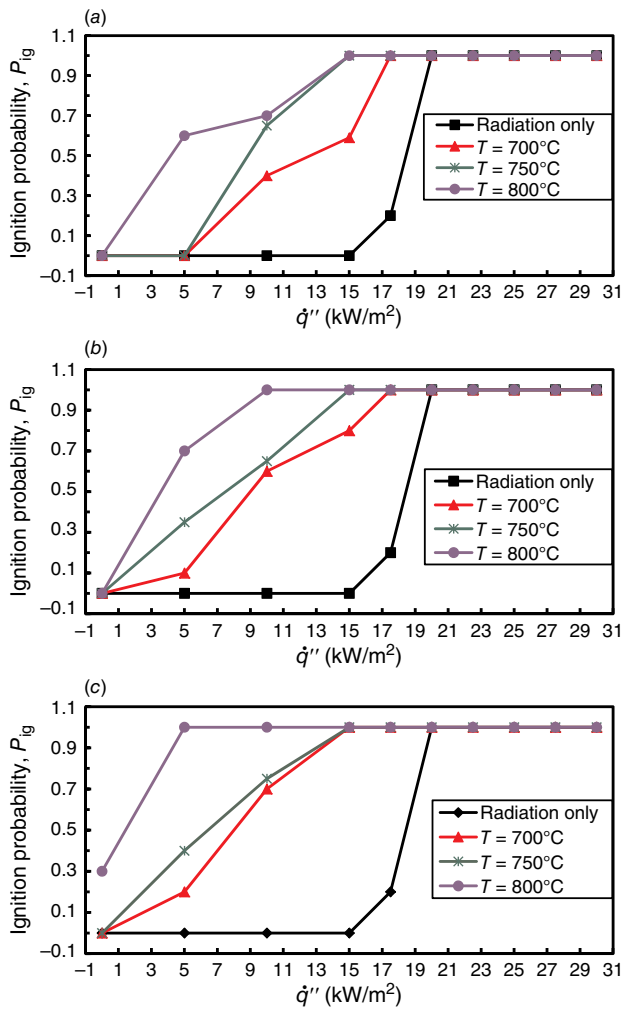 (a)
1.1
0.9
0.7
0.5
0.3
0.1
–0.1
Ignition probability, Pig
Radiation only
T = 700°C
T = 750°C
T = 800°C
–1 1 3 5 7 9 11 13 15 17 19 21 23 25 27 29 31
q̇′′ (kW/m²)
(b)
1.1
0.9
0.7
0.5
0.3
0.1
–0.1
Ignition probability, Pig
Radiation only
T = 700°C
T = 750°C
T = 800°C
–1 1 3 5 7 9 11 13 15 17 19 21 23 25 27 29 31
q̇′′ (kW/m²)
(c)
1.1
0.9
0.7
0.5
0.3
0.1
–0.1
Ignition probability, Pig
Radiation only
T = 700°C
T = 750°C
T = 800°C
–1 1 3 5 7 9 11 13 15 17 19 21 23 25 27 29 31
q̇′′ (kW/m²)